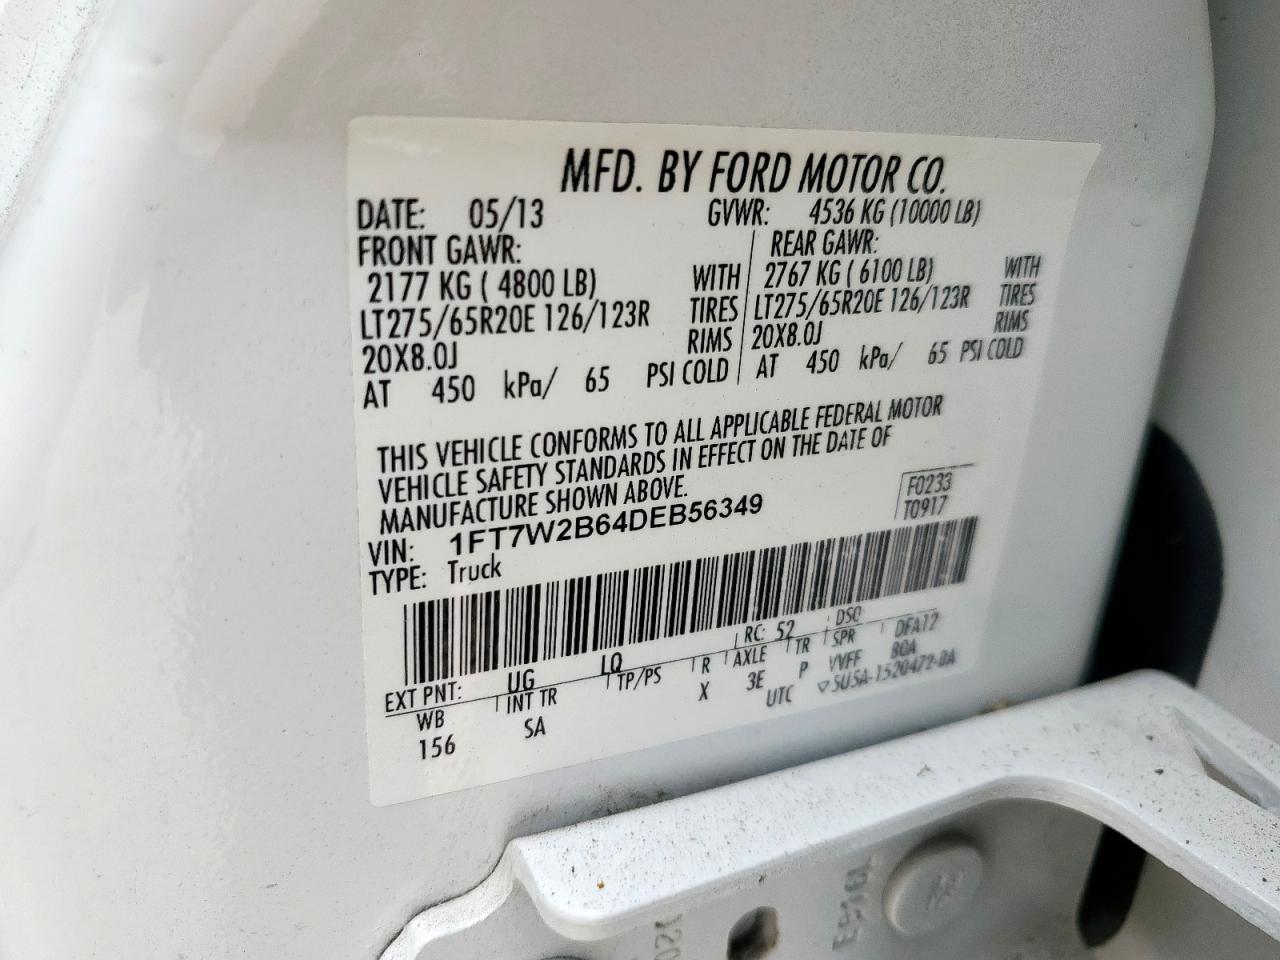 MFD. BY FORD MOTOR CO.
DATE: 05/13 GVWR: 4536 KG (10000 LB)
FRONT GAWR: REAR GAWR:
2177 KG ( 4800 LB) WITH 2767 KG ( 6100 LB) WITH
LT275/65R20E 126/123R TIRES LT275/65R20E 126/123R TIRES
20X8.0J RIMS 20X8.0J RIMS
AT 450 kPa/ 65 PSI COLD AT 450 kPa/ 65 PSI COLD
THIS VEHICLE CONFORMS TO ALL APPLICABLE FEDERAL MOTOR
VEHICLE SAFETY STANDARDS IN EFFECT ON THE DATE OF
MANUFACTURE SHOWN ABOVE.
F0233
T0917
VIN: 1FT7W2B64DEB56349
TYPE: Truck
EXT PNT: UG LQ RC: 52 DSO
WB INT TR TP/PS R AXLE TR SPR DFA12
156 SA X 3E P VVFF BOA
UTC 5U5A-1520472-BA